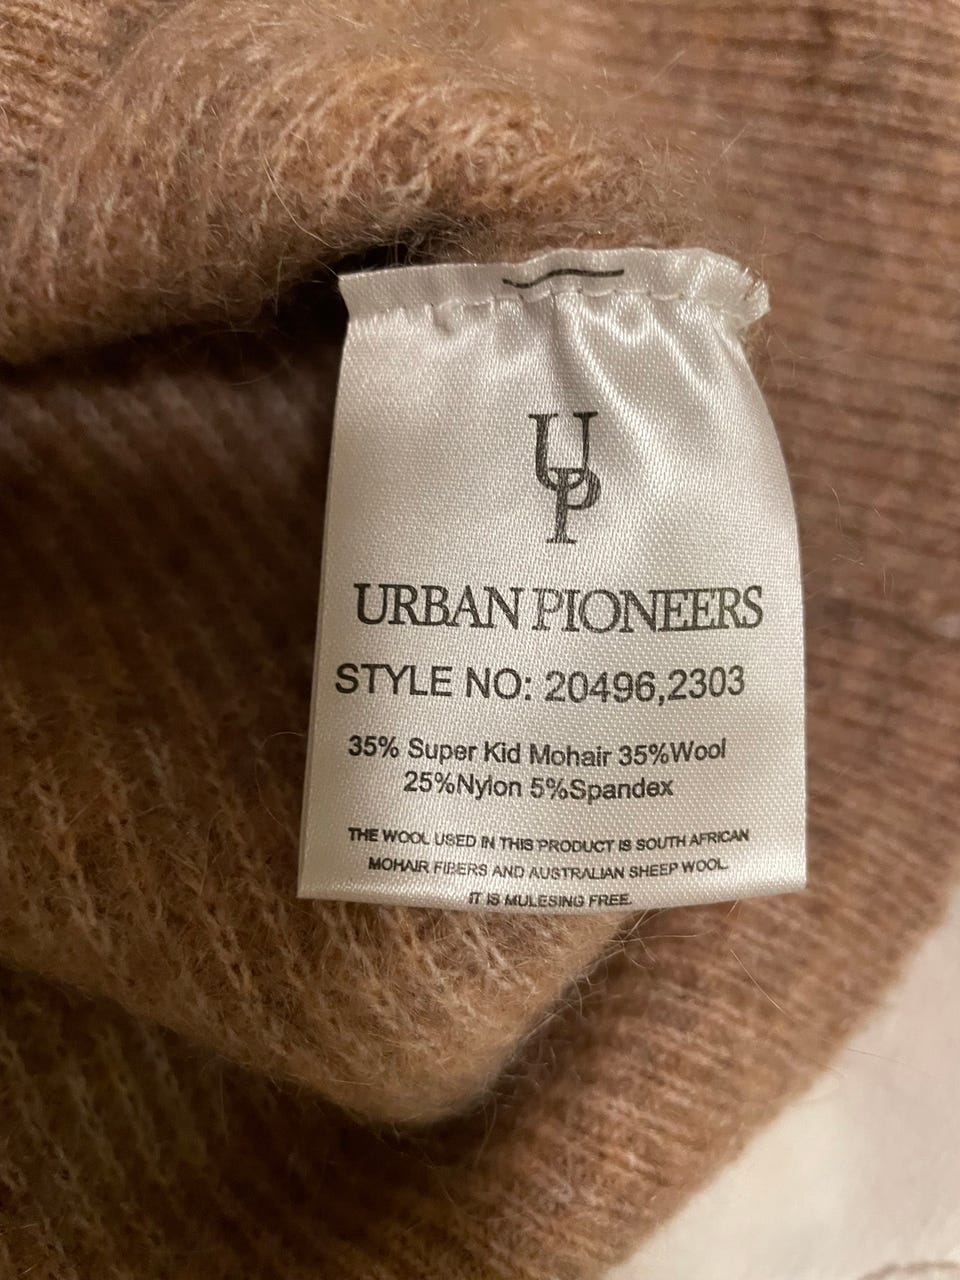 UP
URBAN PIONEERS
STYLE NO: 20496,2303
35% Super Kid Mohair 35%Wool
25%Nylon 5%Spandex
THE WOOL USED IN THIS PRODUCT IS SOUTH AFRICAN
MOHAIR FIBERS AND AUSTRALIAN SHEEP WOOL.
IT IS MULESING FREE.